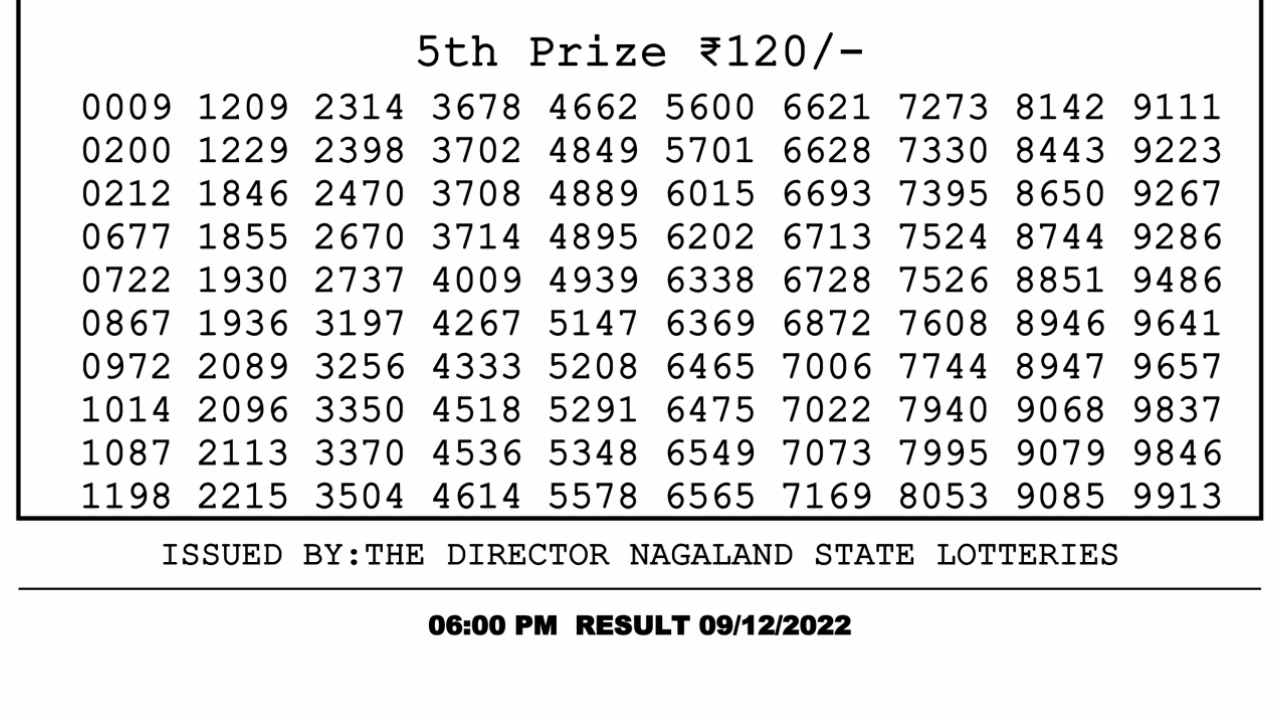 5th Prize ₹120/-
0009 1209 2314 3678 4662 5600 6621 7273 8142 9111
0200 1229 2398 3702 4849 5701 6628 7330 8443 9223
0212 1846 2470 3708 4889 6015 6693 7395 8650 9267
0677 1855 2670 3714 4895 6202 6713 7524 8744 9286
0722 1930 2737 4009 4939 6338 6728 7526 8851 9486
0867 1936 3197 4267 5147 6369 6872 7608 8946 9641
0972 2089 3256 4333 5208 6465 7006 7744 8947 9657
1014 2096 3350 4518 5291 6475 7022 7940 9068 9837
1087 2113 3370 4536 5348 6549 7073 7995 9079 9846
1198 2215 3504 4614 5578 6565 7169 8053 9085 9913
ISSUED BY:THE DIRECTOR NAGALAND STATE LOTTERIES
06:00 PM RESULT 09/12/2022